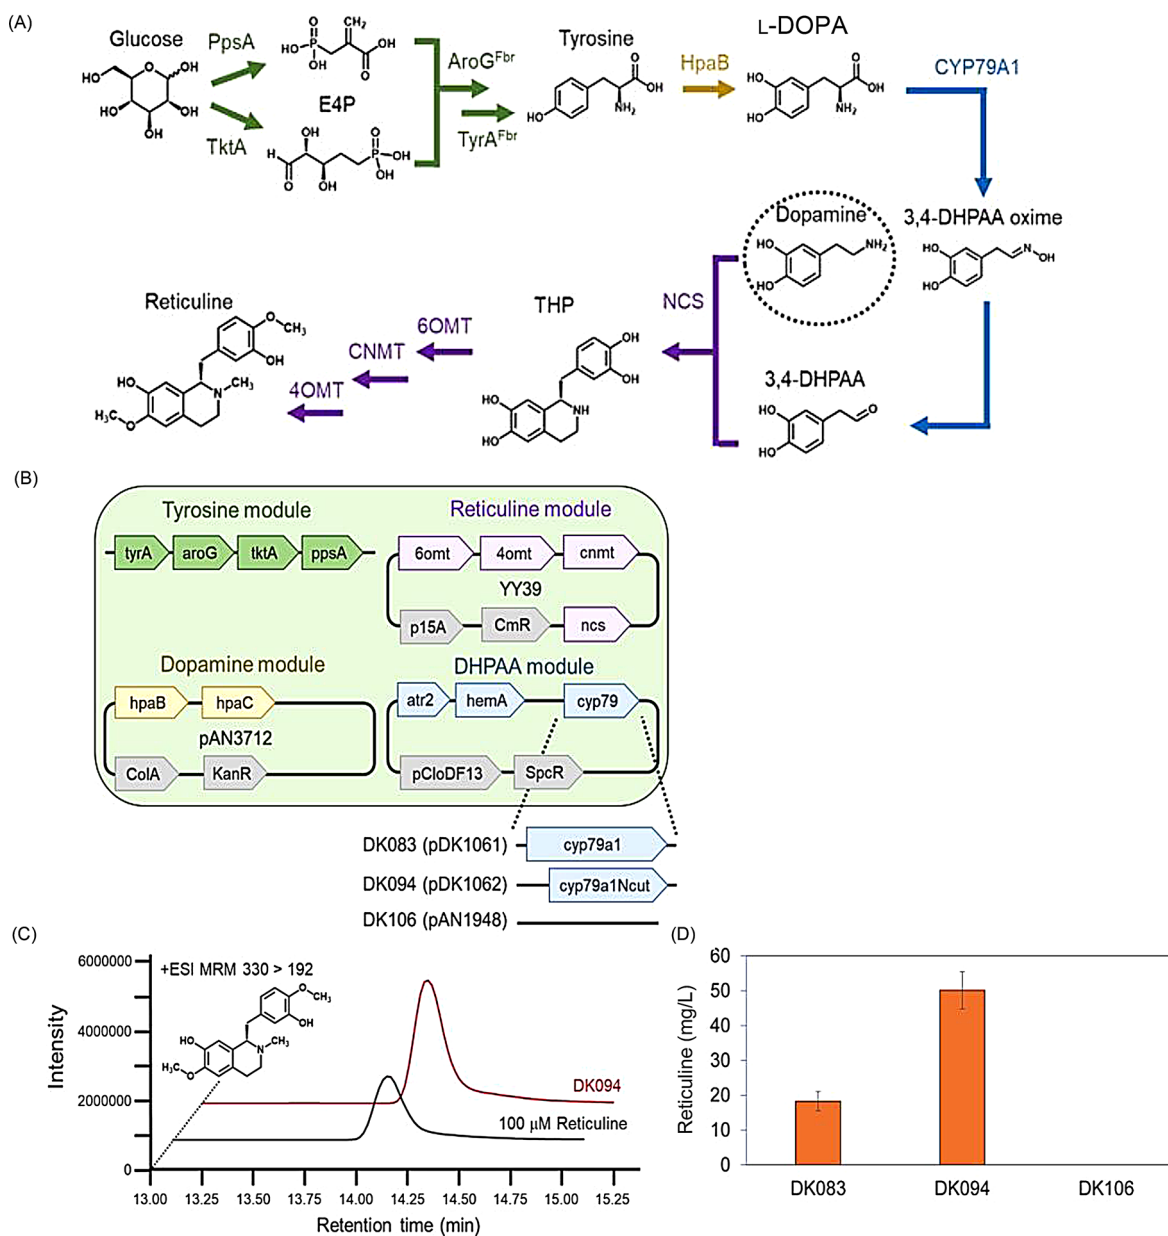 (A)
Glucose
PpsA
TktA
E4P
AroG^Fbr
TyrA^Fbr
Tyrosine
HpaB
L-DOPA
CYP79A1
Dopamine
3,4-DHPAA oxime
Reticuline
THP
NCS
6OMT
CNMT
4OMT
3,4-DHPAA
(B)
Tyrosine module
tyrA aroG tktA ppsA
Reticuline module
6omt 4omt cnmt
YY39
p15A CmR ncs
Dopamine module
hpaB hpaC
pAN3712
ColA KanR
DHPAA module
atr2 hemA cyp79
pCloDF13 SpcR
DK083 (pDK1061) cyp79a1
DK094 (pDK1062) cyp79a1Ncut
DK106 (pAN1948)
(C)
+ESI MRM 330 > 192
Intensity
6000000
4000000
2000000
0
DK094
100 µM Reticuline
13.00 13.25 13.50 13.75 14.00 14.25 14.50 14.75 15.00 15.25
Retention time (min)
(D)
Reticuline (mg/L)
60
50
40
30
20
10
0
DK083 DK094 DK106